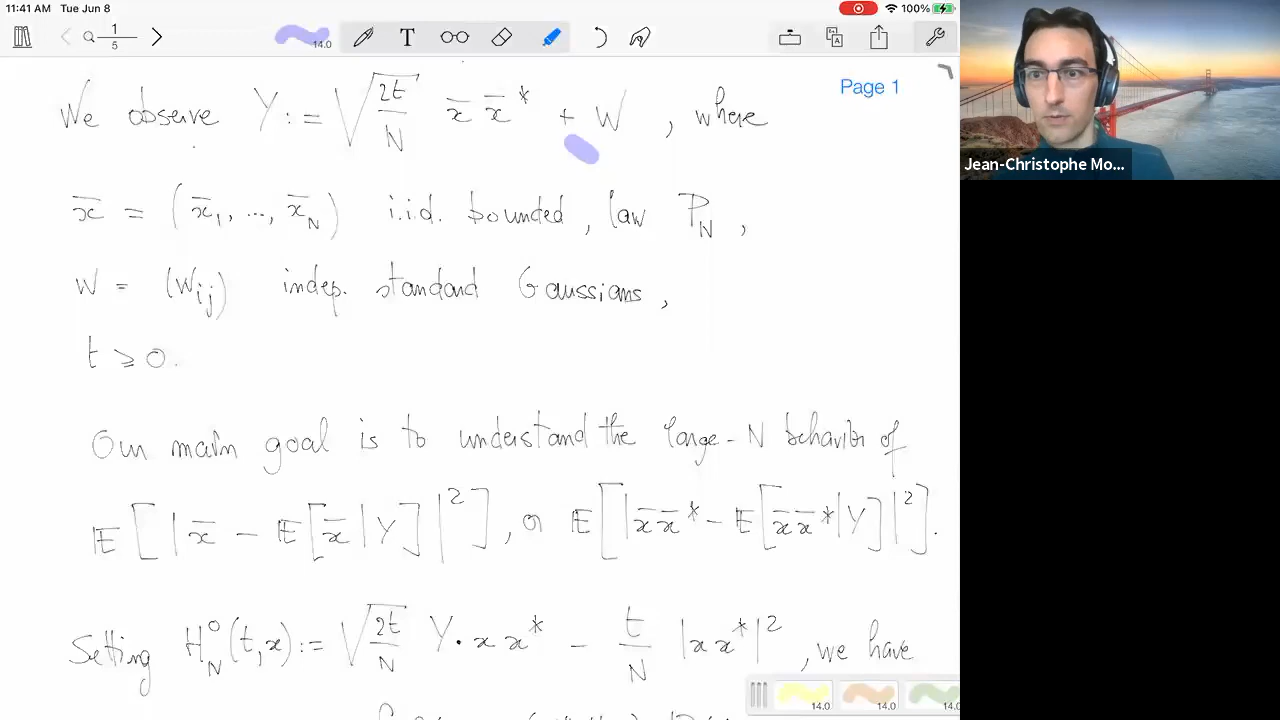 11:41 AM Tue Jun 8
100%
1
5
14.0
T
Page 1
We observe Y := √(2t/N) x̄ x̄* + W , where
x̄ = (x̄₁, ..., x̄_N) i.i.d. bounded, law P_N ,
W = (W_ij) indep. standard Gaussians,
t ≥ 0.
Our main goal is to understand the large-N behavior of
𝔼[|x̄ - 𝔼[x̄|Y]|²], or 𝔼[|x̄x̄* - 𝔼[x̄x̄*|Y]|²].
Setting H_N^0(t,x) := √(2t/N) Y · x x* - t/N |x x*|², we have
14.0 14.0 14.0
Jean-Christophe Mo...